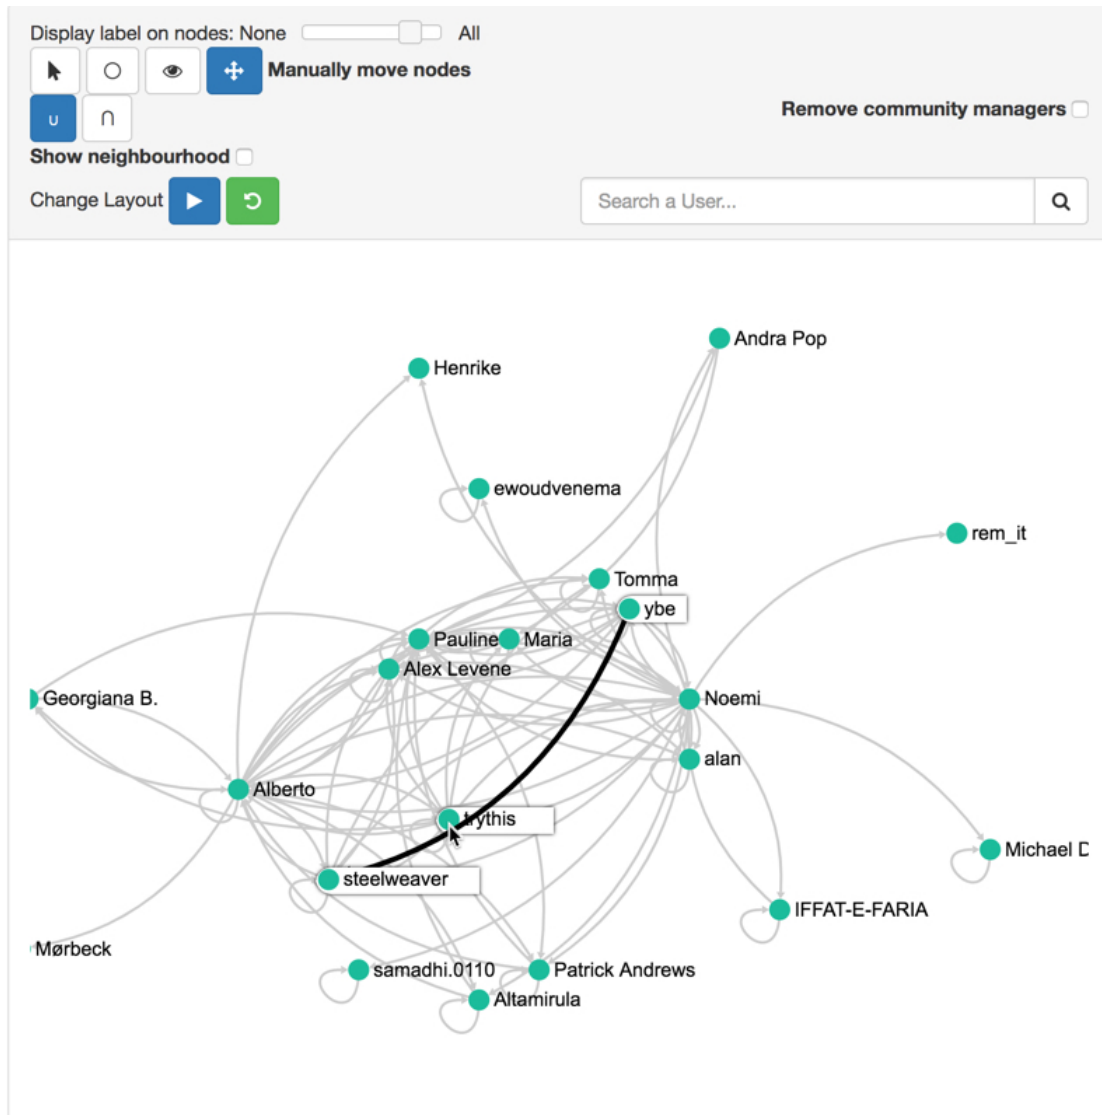 Display label on nodes: None All
Manually move nodes
∪ ∩
Remove community managers
Show neighbourhood
Change Layout
Search a User...
Andra Pop
Henrike
ewoudvenema
rem_it
Tomma
ybe
Pauline Maria
Alex Levene
Georgiana B.
Noemi
alan
Alberto
trythis
Michael D
steelweaver
IFFAT-E-FARIA
Mørbeck
samadhi.0110 Patrick Andrews
Altamirula